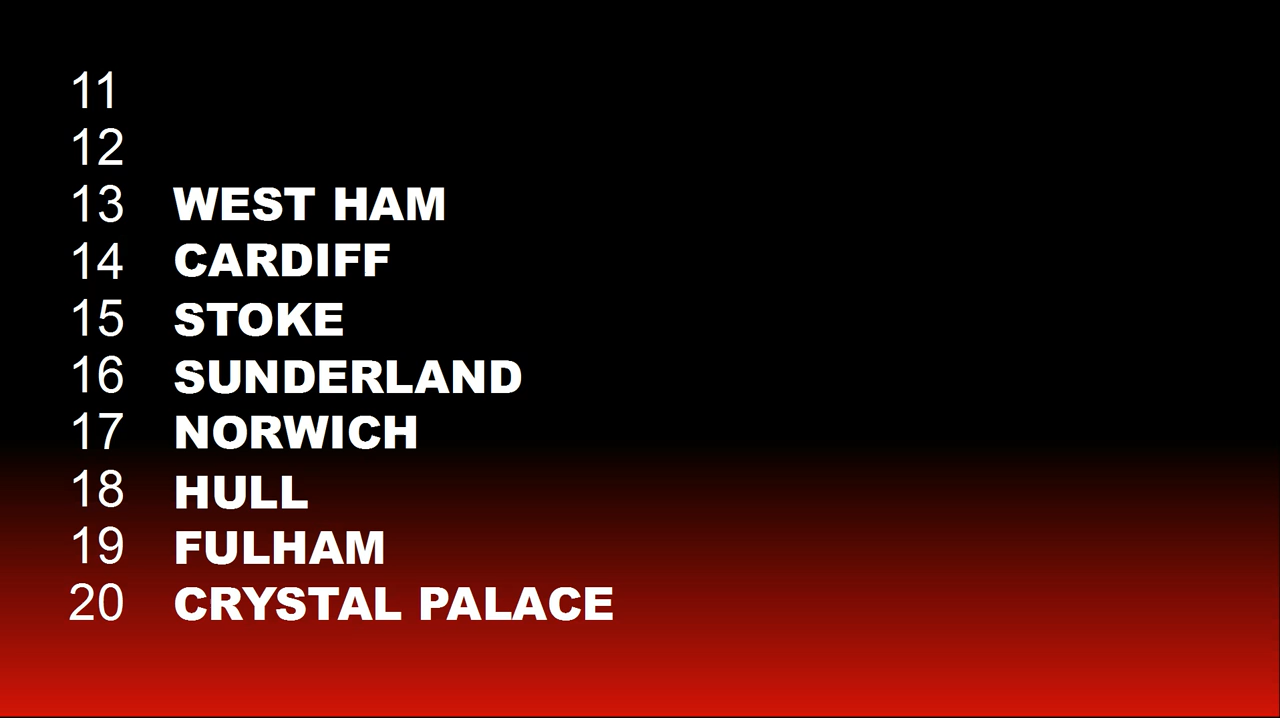 11
12
13 WEST HAM
14 CARDIFF
15 STOKE
16 SUNDERLAND
17 NORWICH
18 HULL
19 FULHAM
20 CRYSTAL PALACE